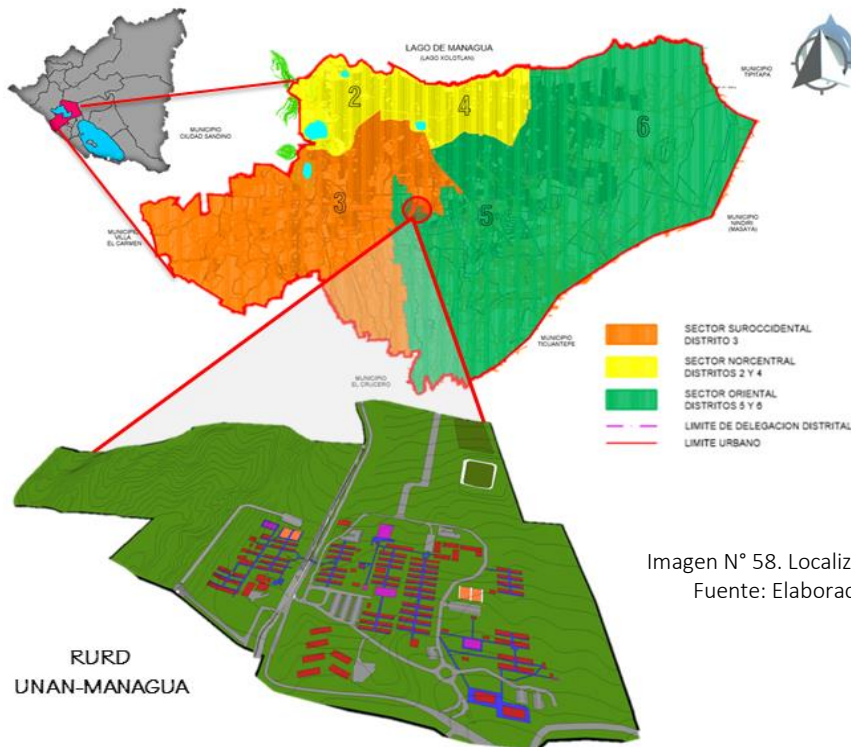 LAGO DE MANAGUA
(LAGO XOLOTLAN)
MUNICIPIO
TIPITAPA
MUNICIPIO
CIUDAD SANDINO
2
4
6
3
5
MUNICIPIO
VILLA
EL CARMEN
MUNICIPIO
NINDIRI
(MASAYA)
MUNICIPIO
TICUANTEPE
MUNICIPIO
EL CRUCERO
SECTOR SUROCCIDENTAL
DISTRITO 3
SECTOR NORCENTRAL
DISTRITOS 2 Y 4
SECTOR ORIENTAL
DISTRITOS 5 Y 6
LIMITE DE DELEGACION DISTRITAL
LIMITE URBANO
Imagen N° 58. Localiz
Fuente: Elaborac
RURD
UNAN-MANAGUA